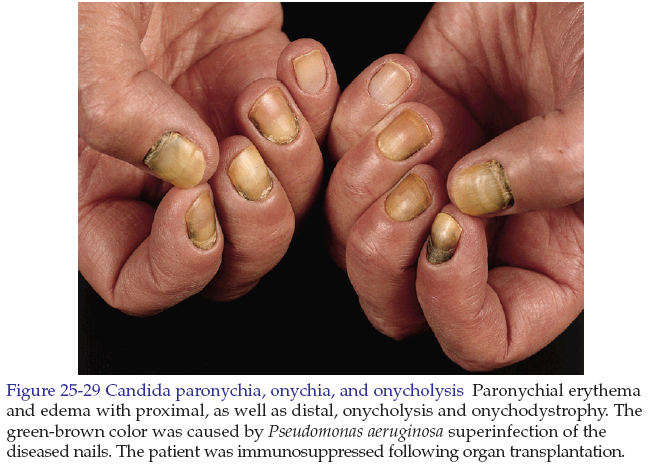 Figure 25-29 Candida paronychia, onychia, and onycholysis Paronychial erythema
and edema with proximal, as well as distal, onycholysis and onychodystrophy. The
green-brown color was caused by Pseudomonas aeruginosa superinfection of the
diseased nails. The patient was immunosuppressed following organ transplantation.